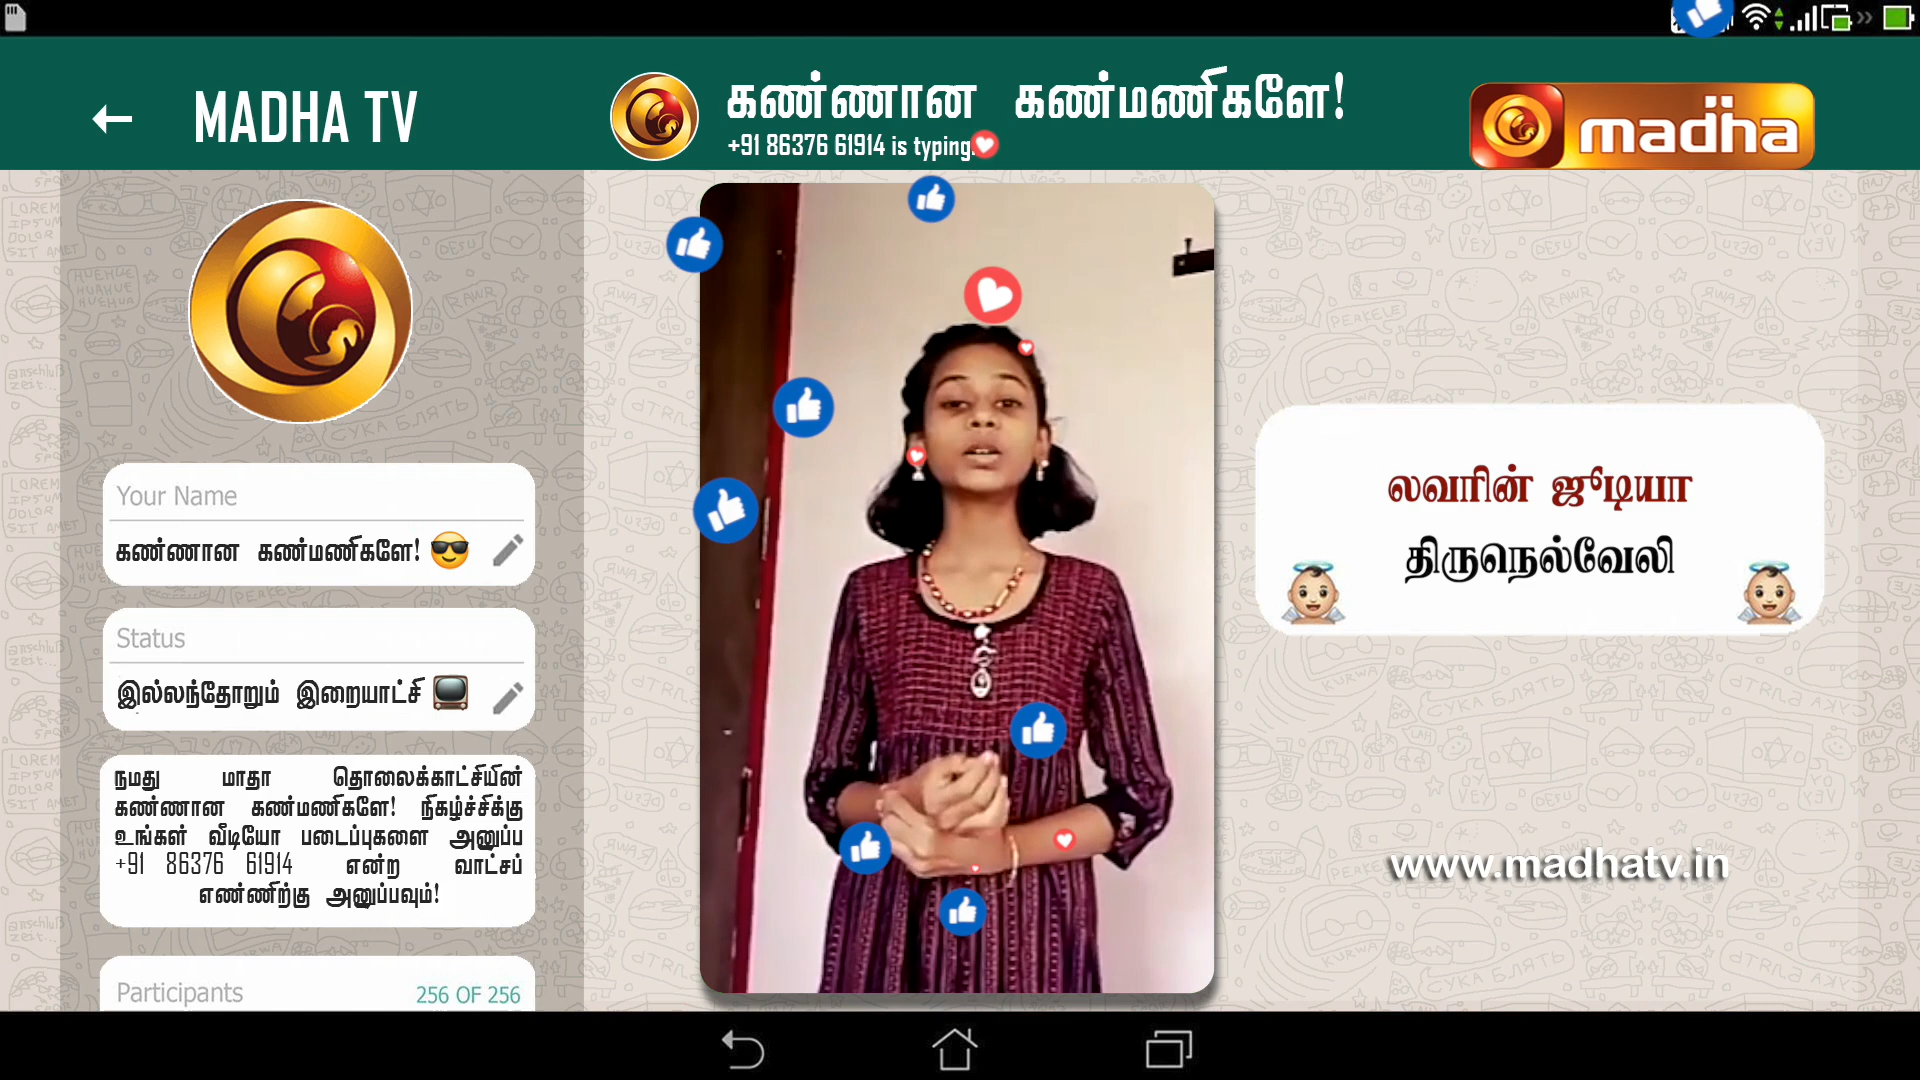 MADHA TV
கண்ணான கண்மணிகளே!
+91 86376 61914 is typing.
madha
Your Name
கண்ணான கண்மணிகளே!
Status
இல்லந்தோறும் இறையாட்சி
நமது மாதா தொலைக்காட்சியின்
கண்ணான கண்மணிகளே! நிகழ்ச்சிக்கு
உங்கள் வீடியோ படைப்புகளை அனுப்ப
+91 86376 61914 என்ற வாட்சப்
எண்ணிற்கு அனுப்பவும்!
Participants 256 OF 256
லவரின் ஜூடியா
திருநெல்வேலி
www.madhatv.in